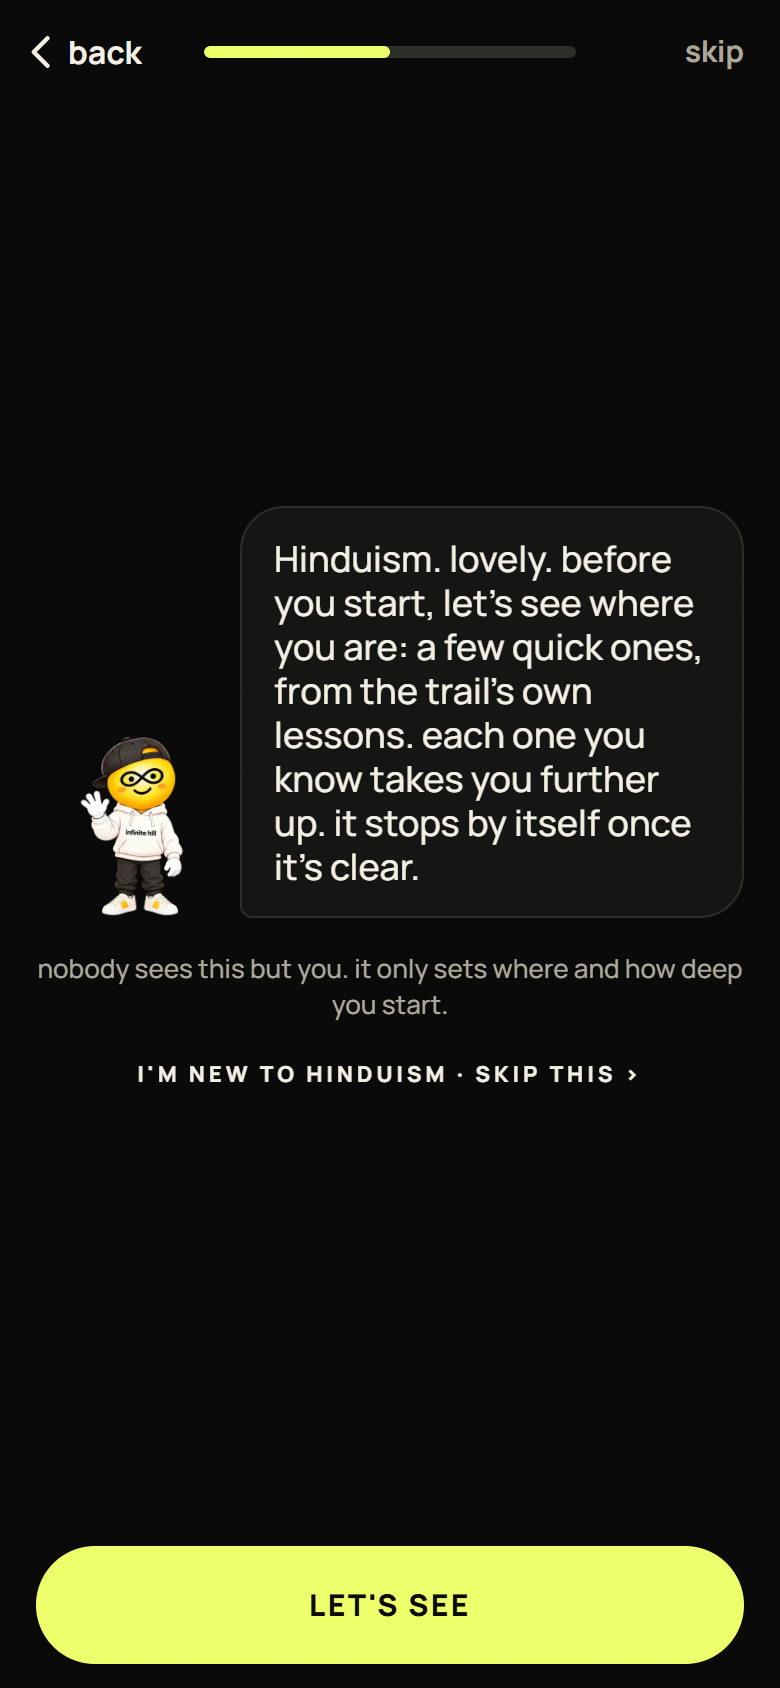 back
skip
Hinduism. lovely. before
you start, let’s see where
you are: a few quick ones,
from the trail’s own
lessons. each one you
know takes you further
up. it stops by itself once
it’s clear.
infinite hill
nobody sees this but you. it only sets where and how deep
you start.
I'M NEW TO HINDUISM · SKIP THIS ›
LET'S SEE